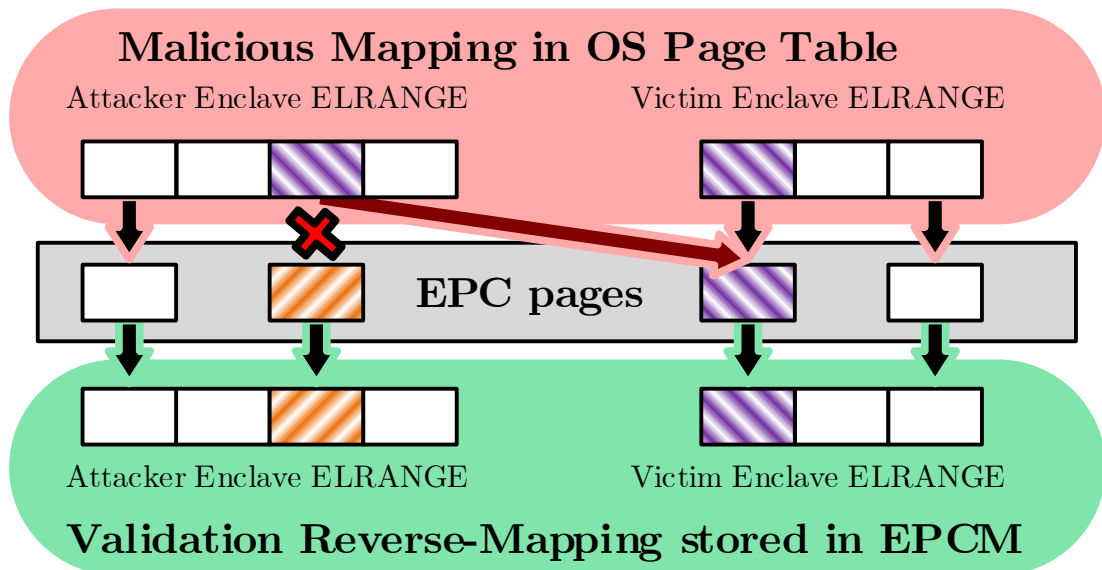 Malicious Mapping in OS Page Table
Attacker Enclave ELRANGE
Victim Enclave ELRANGE
EPC pages
Attacker Enclave ELRANGE
Victim Enclave ELRANGE
Validation Reverse-Mapping stored in EPCM